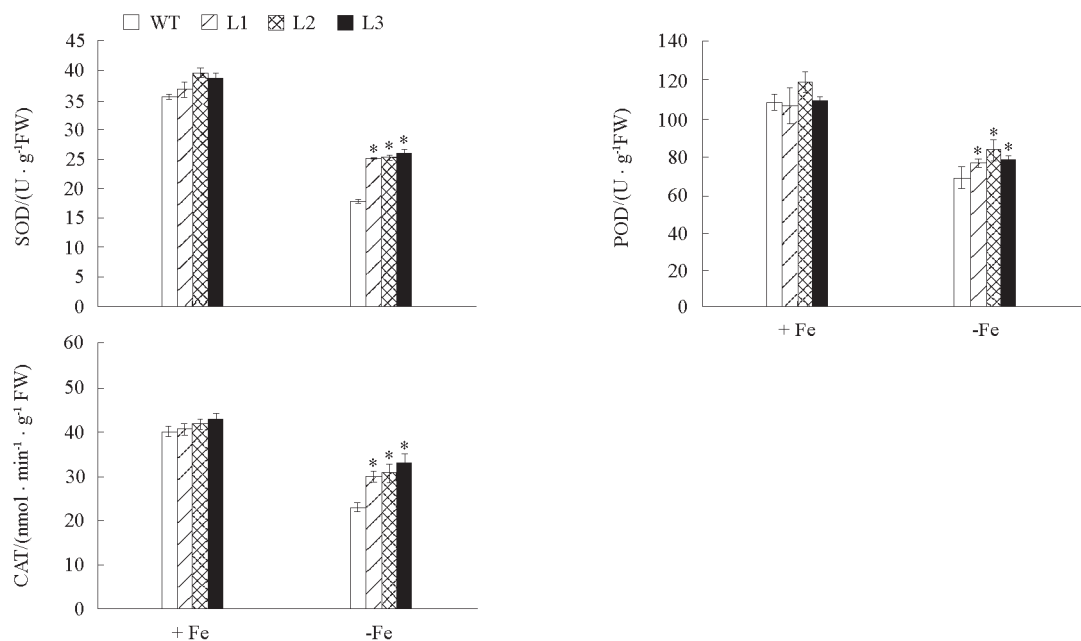 WT L1 L2 L3
SOD/(U · g⁻¹FW)
45
40
35
30
25
20
15
10
5
0
* * *
POD/(U · g⁻¹FW)
140
120
100
80
60
40
20
0
* * *
+ Fe -Fe
CAT/(nmol · min⁻¹ · g⁻¹ FW)
60
50
40
30
20
10
0
* * *
+ Fe -Fe